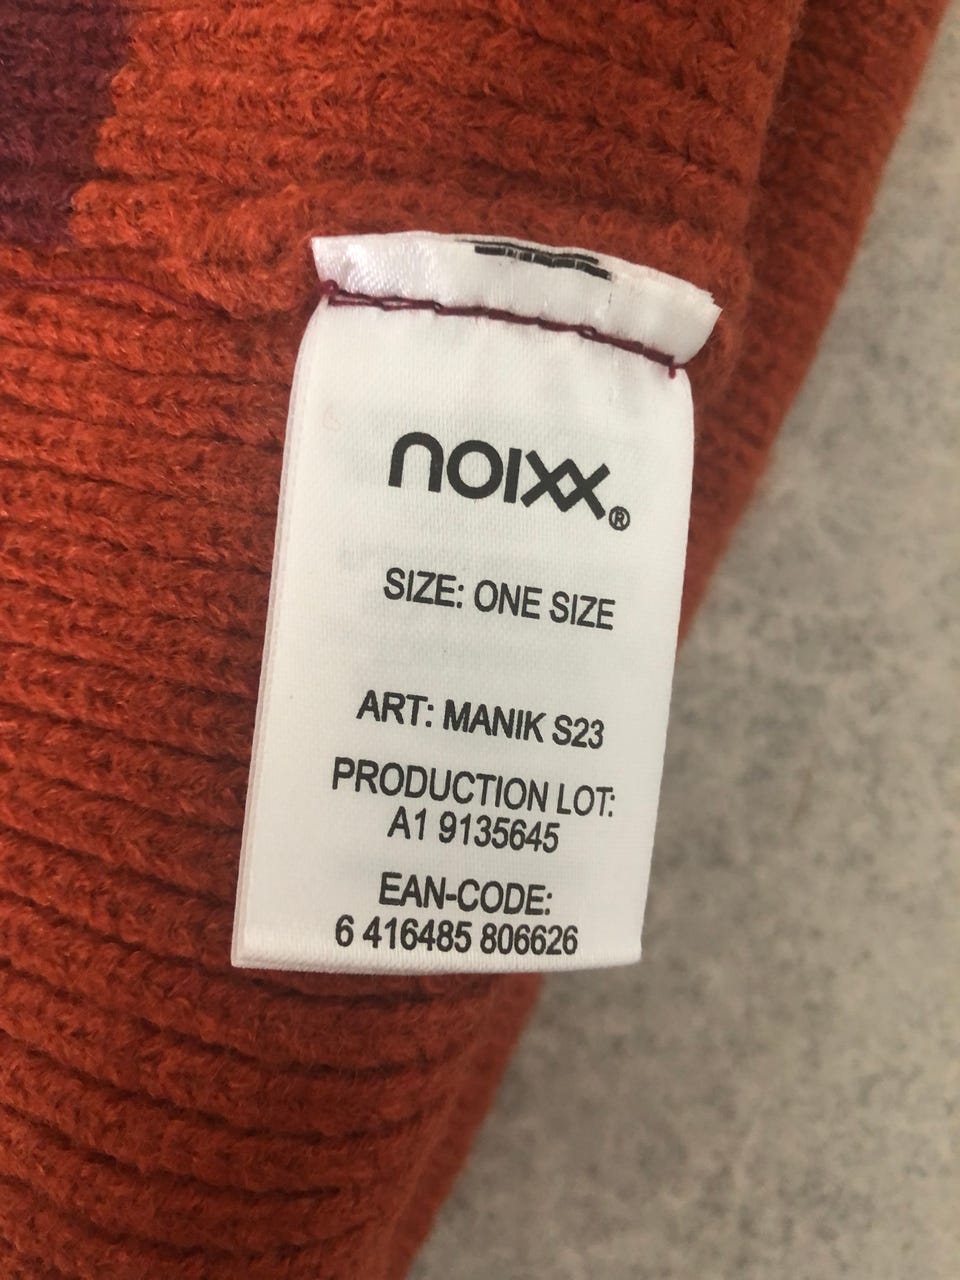 noixx®
SIZE: ONE SIZE
ART: MANIK S23
PRODUCTION LOT:
A1 9135645
EAN-CODE:
6 416485 806626